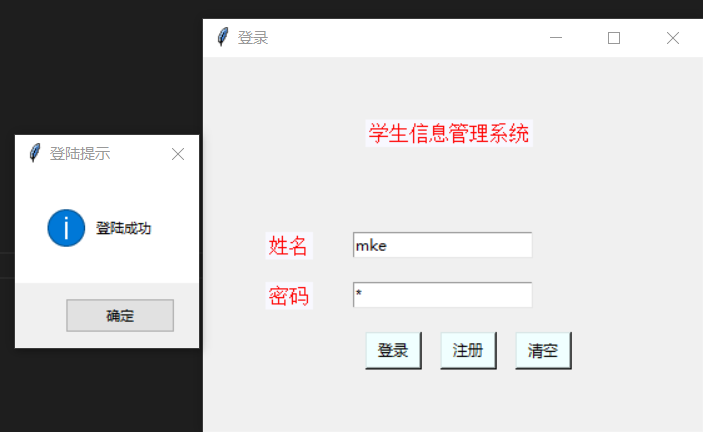 登录
学生信息管理系统
登陆提示
登陆成功
确定
姓名 mke
密码 *
登录 注册 清空